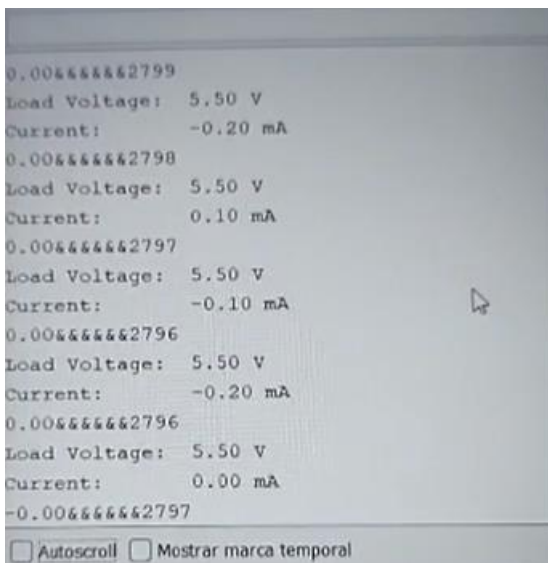 0.00&&&&&&2799
Load Voltage:  5.50 V
Current:       -0.20 mA
0.00&&&&&&2798
Load Voltage:  5.50 V
Current:       0.10 mA
0.00&&&&&&2797
Load Voltage:  5.50 V
Current:       -0.10 mA
0.00&&&&&&2796
Load Voltage:  5.50 V
Current:       -0.20 mA
0.00&&&&&&2796
Load Voltage:  5.50 V
Current:       0.00 mA
-0.00&&&&&&2797
Autoscroll Mostrar marca temporal